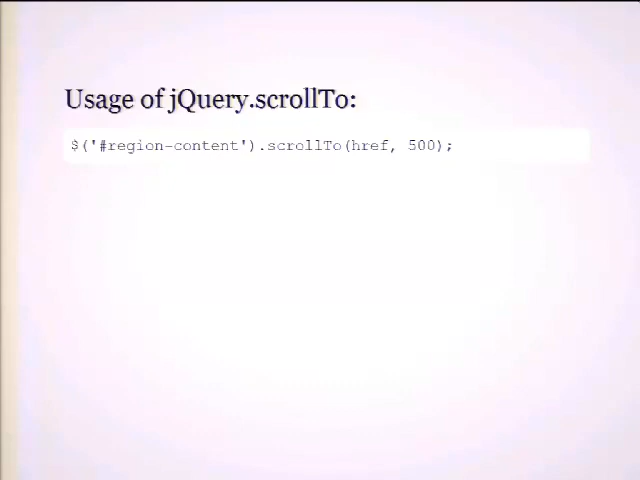 Usage of jQuery.scrollTo:
$('#region-content').scrollTo(href, 500);